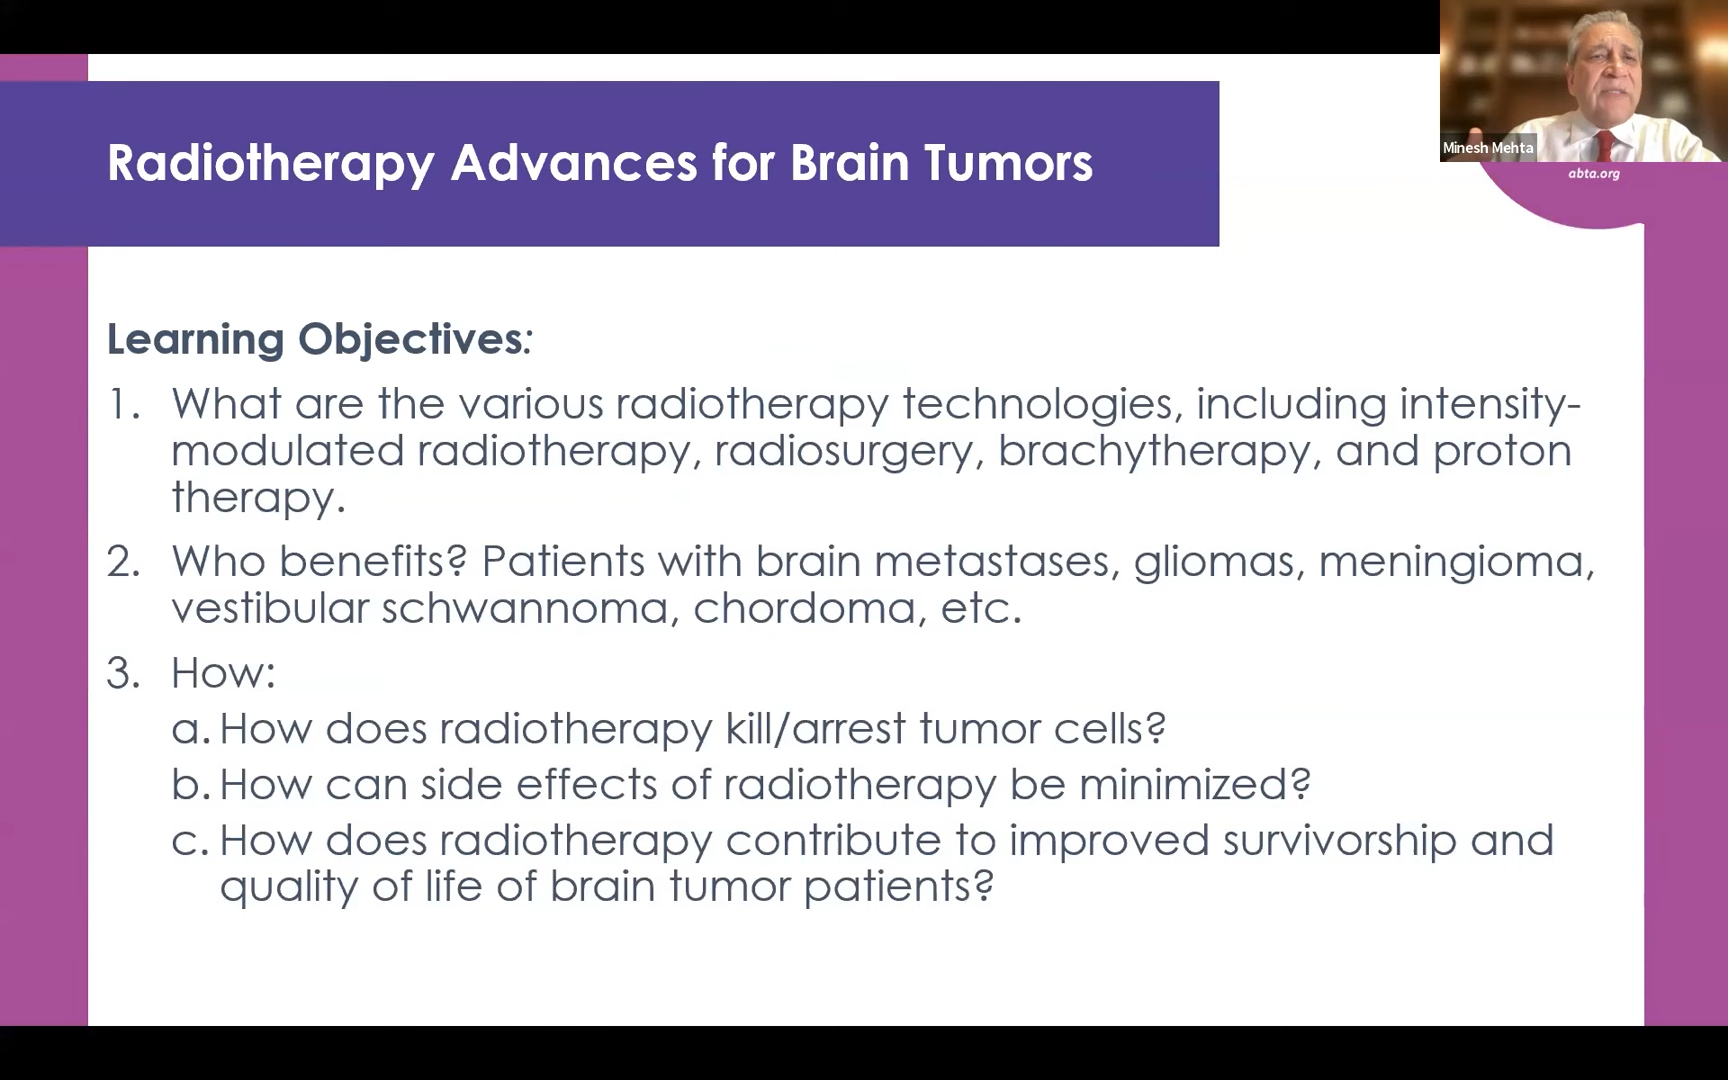 Minesh Mehta
abta.org
Radiotherapy Advances for Brain Tumors
Learning Objectives:
1. What are the various radiotherapy technologies, including intensity-
modulated radiotherapy, radiosurgery, brachytherapy, and proton
therapy.
2. Who benefits? Patients with brain metastases, gliomas, meningioma,
vestibular schwannoma, chordoma, etc.
3. How:
a. How does radiotherapy kill/arrest tumor cells?
b. How can side effects of radiotherapy be minimized?
c. How does radiotherapy contribute to improved survivorship and
quality of life of brain tumor patients?